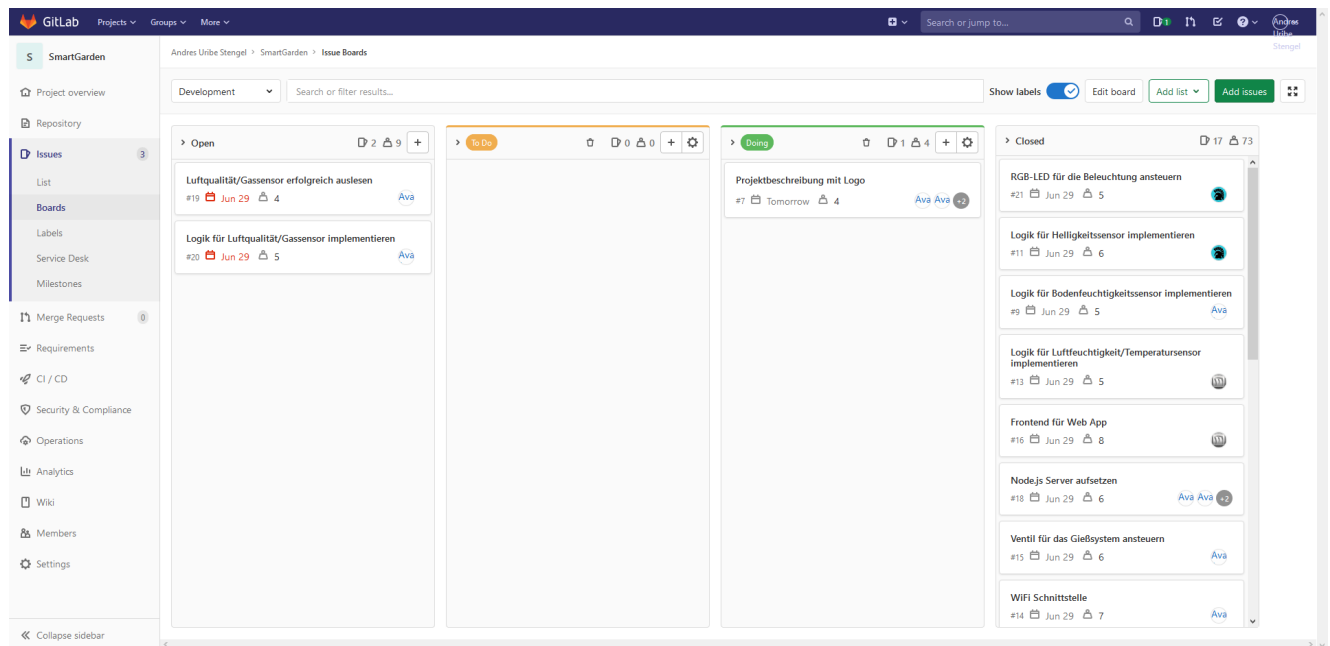 GitLab Projects Groups More Search or jump to... 1 Andres
Uribe
Stengel
S SmartGarden
Project overview
Repository
Issues 3
List
Boards
Labels
Service Desk
Milestones
Merge Requests 0
Requirements
CI / CD
Security & Compliance
Operations
Analytics
Wiki
Members
Settings
Collapse sidebar
Andres Uribe Stengel > SmartGarden > Issue Boards
Development Search or filter results... Show labels Edit board Add list Add issues
Open 2 9
Luftqualität/Gassensor erfolgreich auslesen
#19 Jun 29 4 Ava
Logik für Luftqualität/Gassensor implementieren
#20 Jun 29 5 Ava
To Do 0 0
Doing 1 4
Projektbeschreibung mit Logo
#7 Tomorrow 4 Ava Ava +2
Closed 17 73
RGB-LED für die Beleuchtung ansteuern
#21 Jun 29 5
Logik für Helligkeitssensor implementieren
#11 Jun 29 6
Logik für Bodenfeuchtigkeitssensor implementieren
#9 Jun 29 5 Ava
Logik für Luftfeuchtigkeit/Temperatursensor
implementieren
#13 Jun 29 5
Frontend für Web App
#16 Jun 29 8
Node.js Server aufsetzen
#18 Jun 29 6 Ava Ava +2
Ventil für das Gießsystem ansteuern
#15 Jun 29 6 Ava
WiFi Schnittstelle
#14 Jun 29 7 Ava